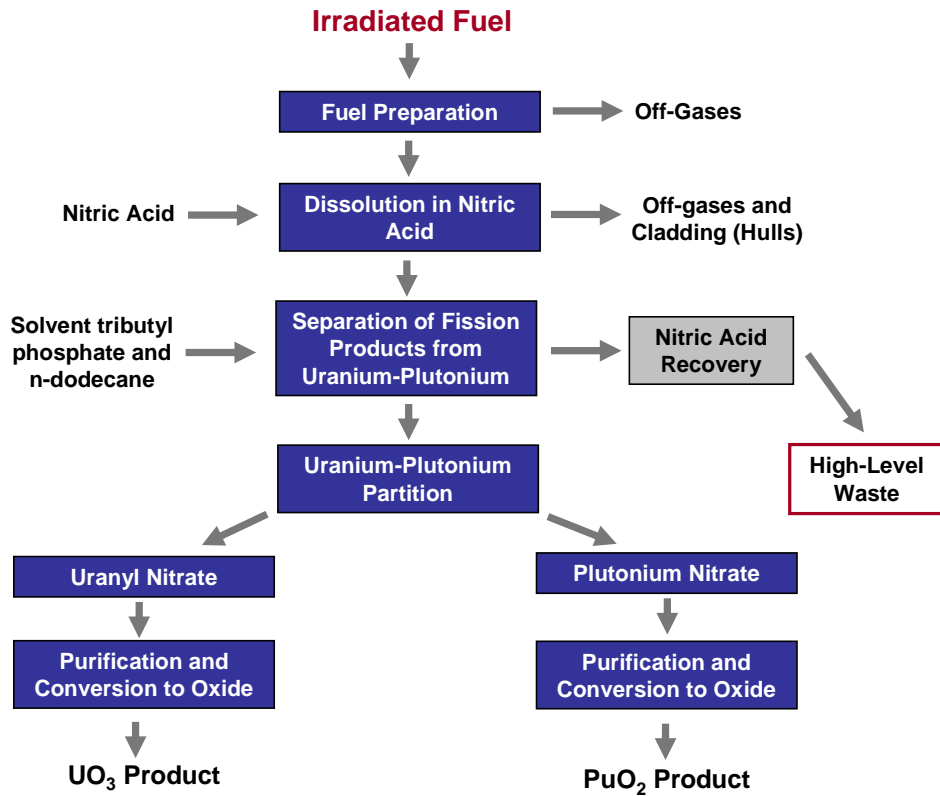 Irradiated Fuel
Fuel Preparation
Off-Gases
Nitric Acid
Dissolution in Nitric
Acid
Off-gases and
Cladding (Hulls)
Solvent tributyl
phosphate and
n-dodecane
Separation of Fission
Products from
Uranium-Plutonium
Nitric Acid
Recovery
High-Level
Waste
Uranium-Plutonium
Partition
Uranyl Nitrate
Plutonium Nitrate
Purification and
Conversion to Oxide
Purification and
Conversion to Oxide
UO₃ Product
PuO₂ Product